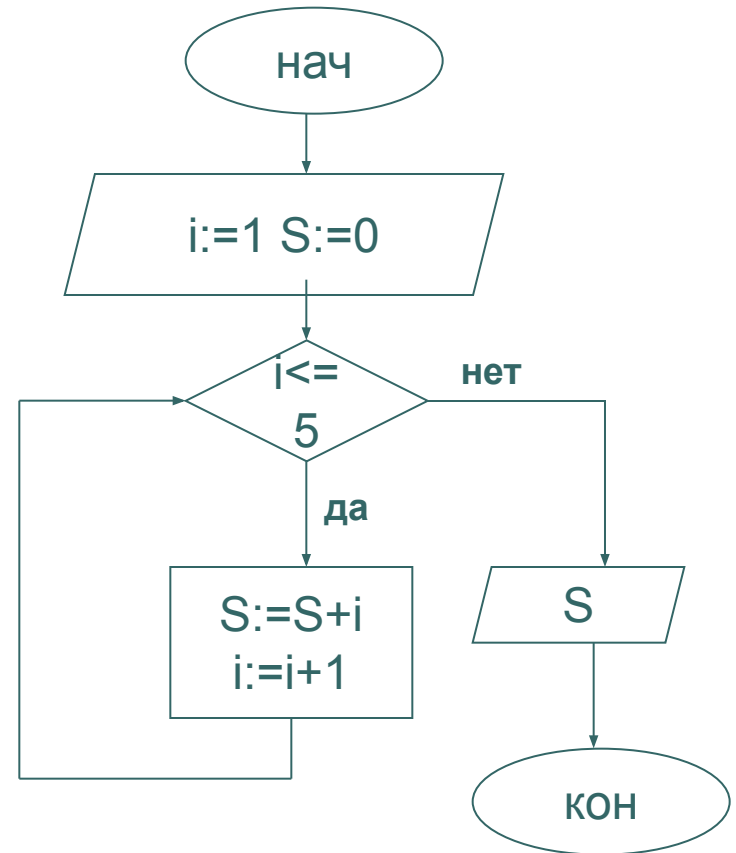 нач
i:=1 S:=0
i<=
5
нет
да
S:=S+i
i:=i+1
S
кон